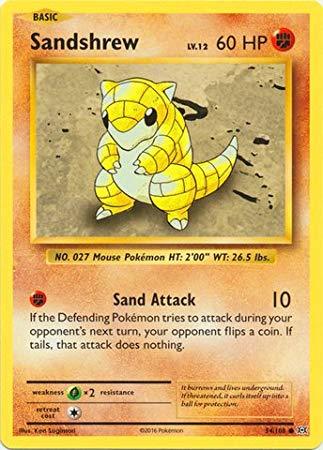 BASIC
Sandshrew LV.12 60 HP
NO. 027 Mouse Pokémon HT: 2'00" WT: 26.5 lbs.
Sand Attack 10
If the Defending Pokémon tries to attack during your
opponent's next turn, your opponent flips a coin. If
tails, that attack does nothing.
weakness ×2 resistance
retreat
cost
It burrows and lives underground.
If threatened, it curls itself up into a
ball for protection.
Illus. Ken Sugimori ©2016 Pokémon 54/108